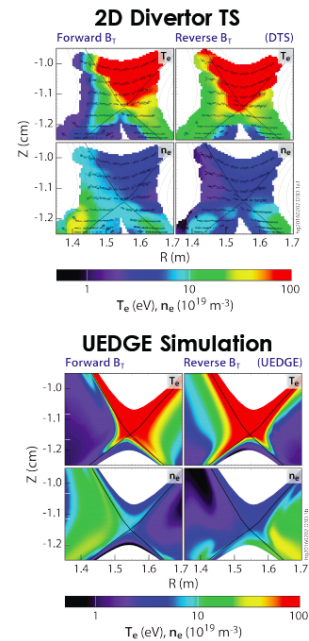 2D Divertor TS
Forward B_T Reverse B_T (DTS)
T_e T_e
-1.0
-1.1
-1.2
n_e n_e
-1.0
-1.1
-1.2
Z (cm)
1.4 1.5 1.6 1.7 1.4 1.5 1.6 1.7
R (m)
1 10 100
T_e (eV), n_e (10^19 m^-3)
UEDGE Simulation
Forward B_T Reverse B_T (UEDGE)
T_e T_e
-1.0
-1.1
-1.2
n_e n_e
-1.0
-1.1
-1.2
Z (cm)
1.4 1.5 1.6 1.7 1.4 1.5 1.6 1.7
R (m)
1 10 100
T_e (eV), n_e (10^19 m^-3)